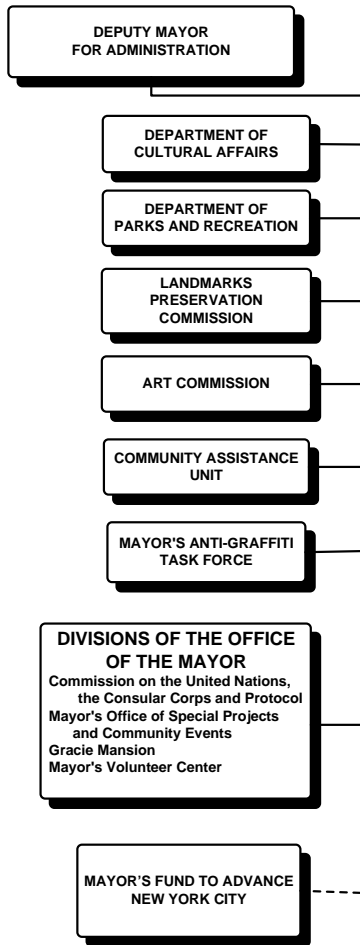 DEPUTY MAYOR
FOR ADMINISTRATION
DEPARTMENT OF
CULTURAL AFFAIRS
DEPARTMENT OF
PARKS AND RECREATION
LANDMARKS
PRESERVATION
COMMISSION
ART COMMISSION
COMMUNITY ASSISTANCE
UNIT
MAYOR'S ANTI-GRAFFITI
TASK FORCE
DIVISIONS OF THE OFFICE
OF THE MAYOR
Commission on the United Nations,
the Consular Corps and Protocol
Mayor's Office of Special Projects
and Community Events
Gracie Mansion
Mayor's Volunteer Center
MAYOR’S FUND TO ADVANCE
NEW YORK CITY